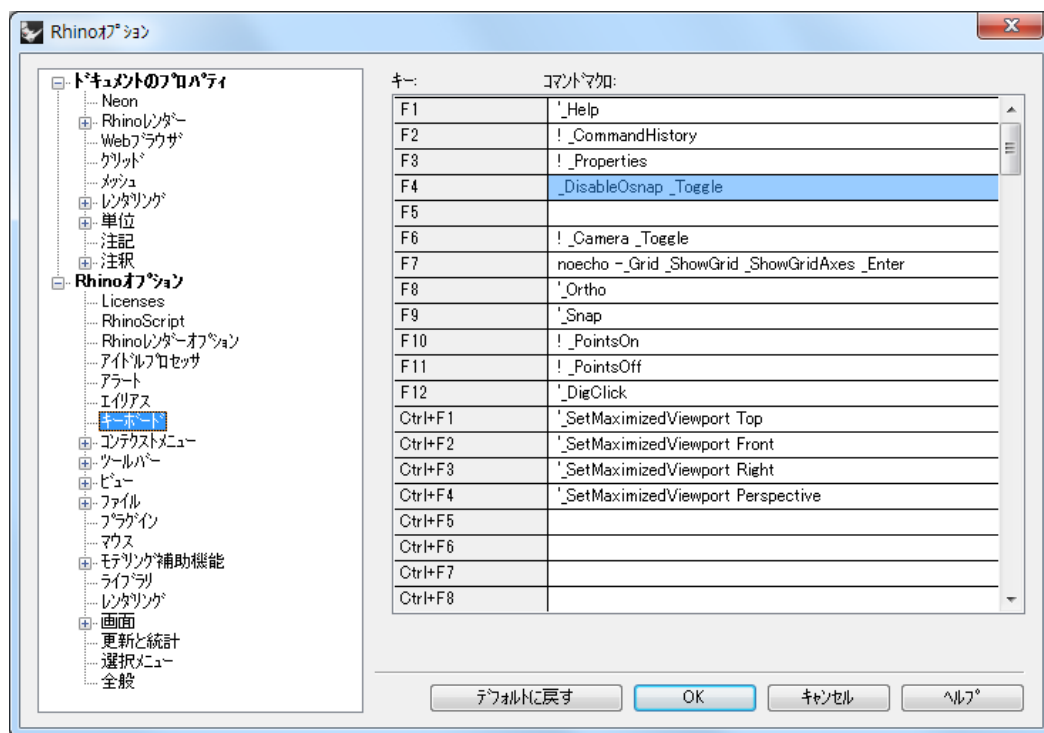 Rhinoオプション
ドキュメントのプロパティ
Neon
Rhinoレンダー
Webブラウザ
グリッド
メッシュ
レンダリング
単位
注記
注釈
Rhinoオプション
Licenses
RhinoScript
Rhinoレンダーオプション
アイドルプロセッサ
アラート
エイリアス
キーボード
コンテクストメニュー
ツールバー
ビュー
ファイル
プラグイン
マウス
モデリング補助機能
ライブラリ
レンダリング
画面
更新と統計
選択メニュー
全般
キー: コマンドマクロ:
F1 '_Help
F2 ! _CommandHistory
F3 ! _Properties
F4 _DisableOsnap _Toggle
F5
F6 ! _Camera _Toggle
F7 noecho -_Grid _ShowGrid _ShowGridAxes _Enter
F8 '_Ortho
F9 '_Snap
F10 ! _PointsOn
F11 ! _PointsOff
F12 '_DigClick
Ctrl+F1 '_SetMaximizedViewport Top
Ctrl+F2 '_SetMaximizedViewport Front
Ctrl+F3 '_SetMaximizedViewport Right
Ctrl+F4 '_SetMaximizedViewport Perspective
Ctrl+F5
Ctrl+F6
Ctrl+F7
Ctrl+F8
デフォルトに戻す OK キャンセル ヘルプ